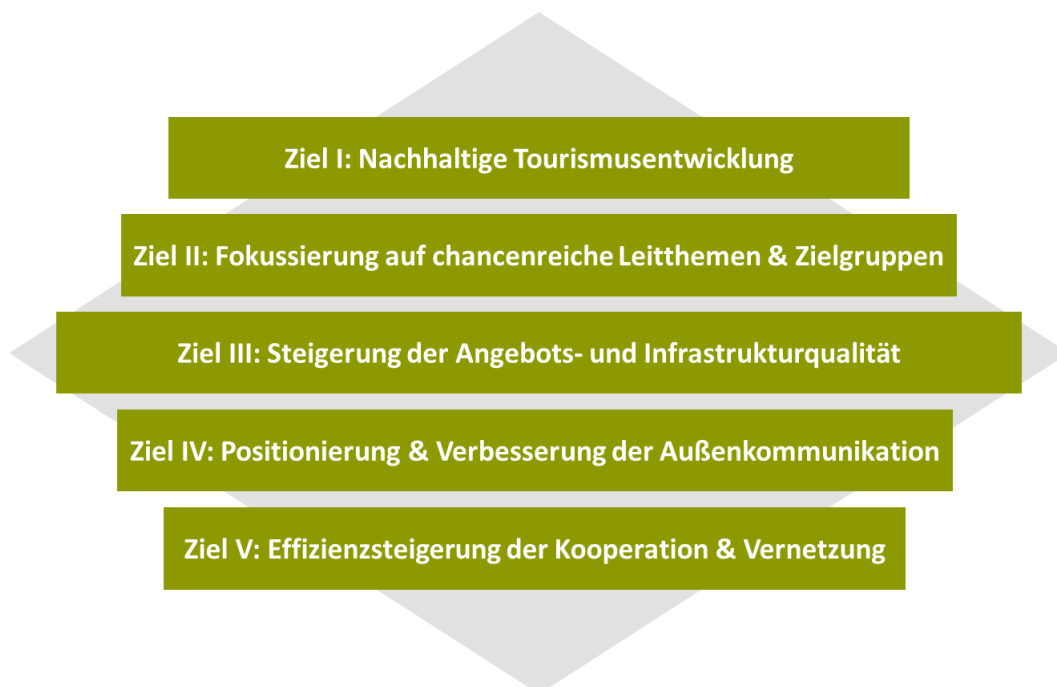 Ziel I: Nachhaltige Tourismusentwicklung
Ziel II: Fokussierung auf chancenreiche Leitthemen & Zielgruppen
Ziel III: Steigerung der Angebots- und Infrastrukturqualität
Ziel IV: Positionierung & Verbesserung der Außenkommunikation
Ziel V: Effizienzsteigerung der Kooperation & Vernetzung